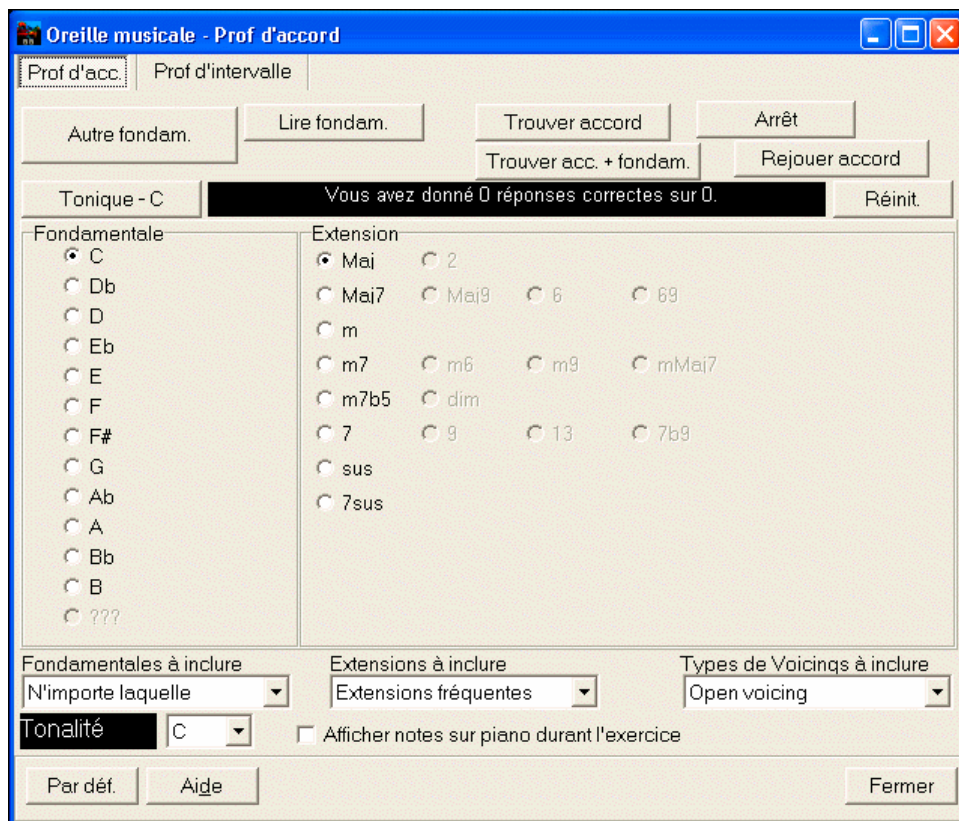 Oreille musicale - Prof d'accord
Prof d'acc. Prof d'intervalle
Autre fondam. Lire fondam. Trouver accord Arrêt
Trouver acc. + fondam. Rejouer accord
Tonique - C Vous avez donné 0 réponses correctes sur 0. Réinit.
Fondamentale Extension
C Maj 2
Db Maj7 Maj9 6 69
D m
Eb m7 m6 m9 mMaj7
E m7b5 dim
F 7 9 13 7b9
F# sus
G 7sus
Ab
A
Bb
B
???
Fondamentales à inclure Extensions à inclure Types de Voicings à inclure
N'importe laquelle Extensions fréquentes Open voicing
Tonalité C Afficher notes sur piano durant l'exercice
Par déf. Aide Fermer